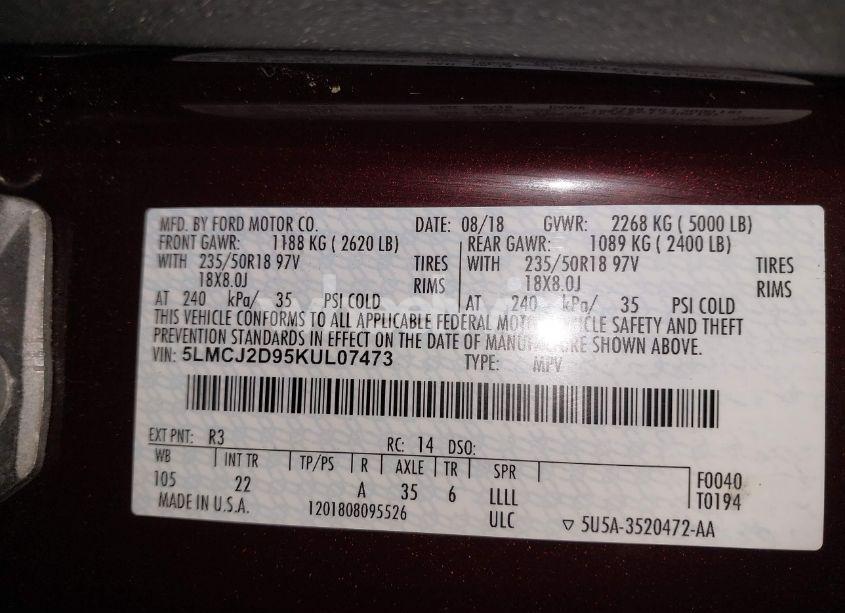 MFD. BY FORD MOTOR CO. DATE: 08/18 GVWR: 2268 KG ( 5000 LB)
FRONT GAWR: 1188 KG ( 2620 LB) REAR GAWR: 1089 KG ( 2400 LB)
WITH 235/50R18 97V TIRES WITH 235/50R18 97V TIRES
18X8.0J RIMS 18X8.0J RIMS
AT 240 kPa/ 35 PSI COLD AT 240 kPa/ 35 PSI COLD
THIS VEHICLE CONFORMS TO ALL APPLICABLE FEDERAL MOTOR VEHICLE SAFETY AND THEFT
PREVENTION STANDARDS IN EFFECT ON THE DATE OF MANUFACTURE SHOWN ABOVE.
VIN: 5LMCJ2D95KUL07473 TYPE: MPV
EXT PNT: R3 RC: 14 DSO:
WB INT TR TP/PS R AXLE TR SPR
105 22 A 35 6 LLLL F0040
ULC T0194
MADE IN U.S.A. 1201808095526 5U5A-3520472-AA